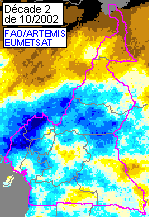 Décade 2
de 10/2002
FAO/ARTEMIS
EUMETSAT